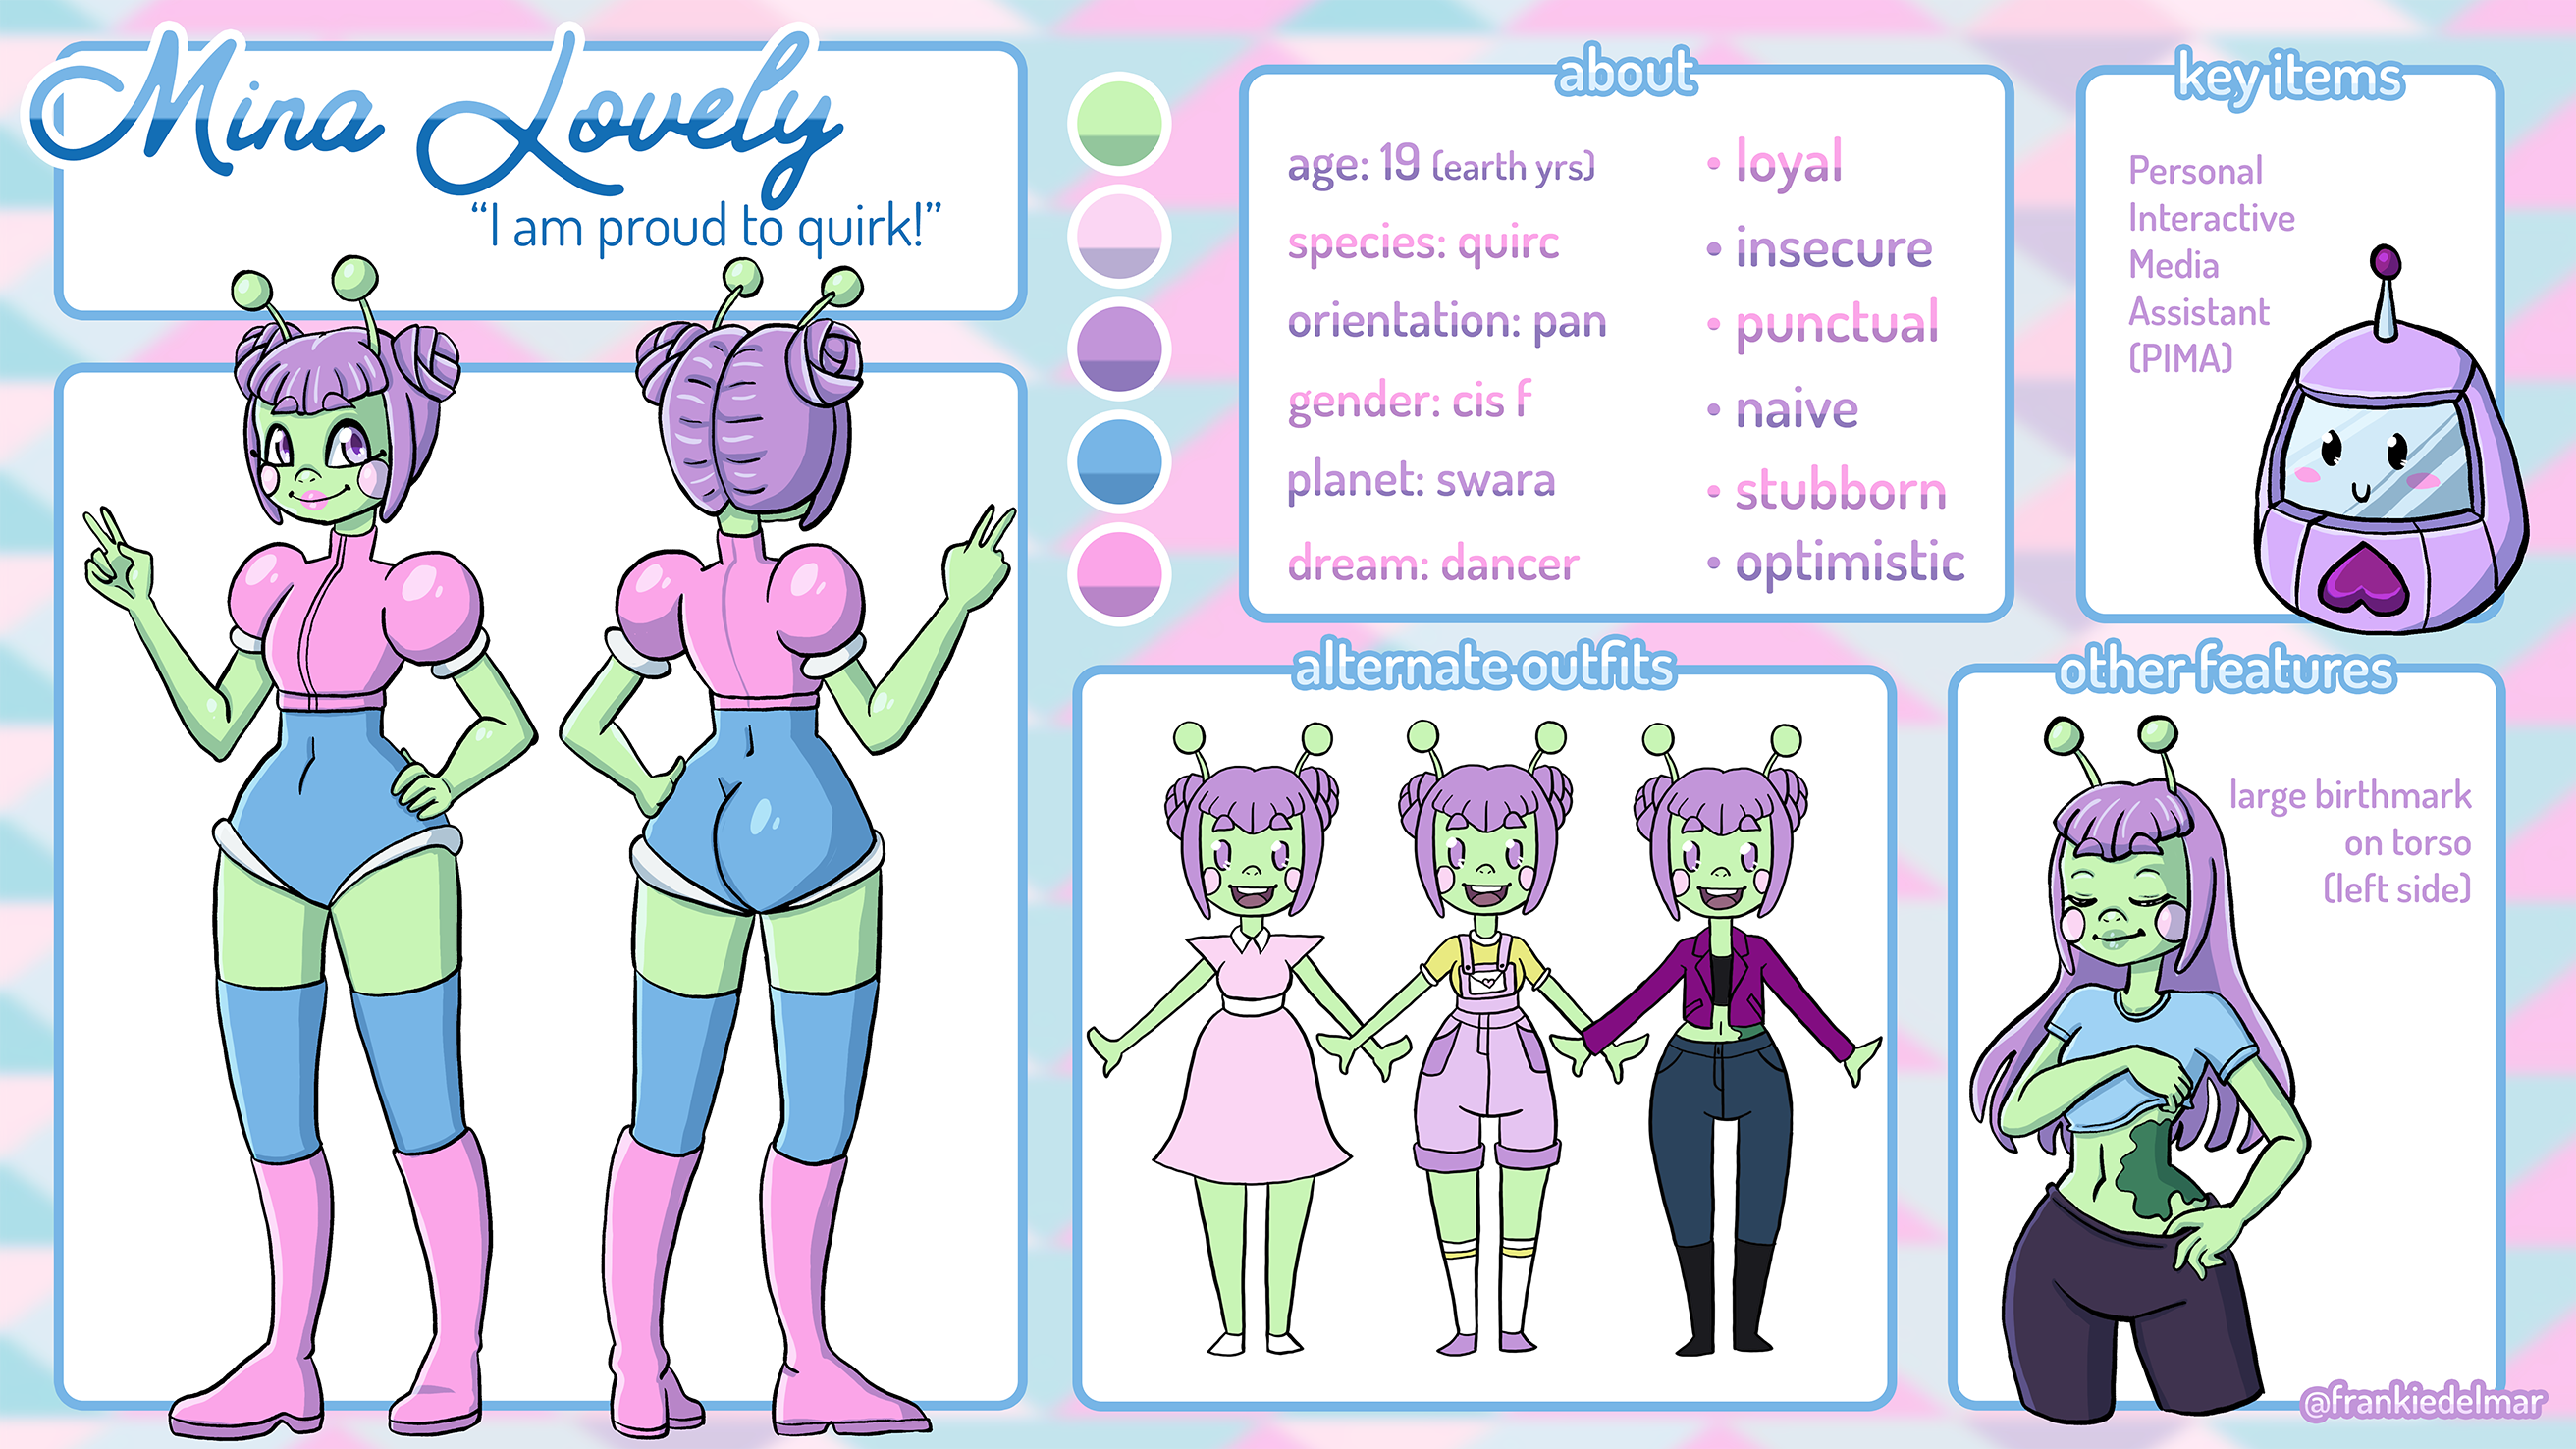 Mina Lovely
“I am proud to quirk!”
about
age: 19 (earth yrs)
species: quirc
orientation: pan
gender: cis f
planet: swara
dream: dancer
• loyal
• insecure
• punctual
• naive
• stubborn
• optimistic
key items
Personal
Interactive
Media
Assistant
(PIMA)
alternate outfits
other features
large birthmark
on torso
(left side)
@frankiedelmar